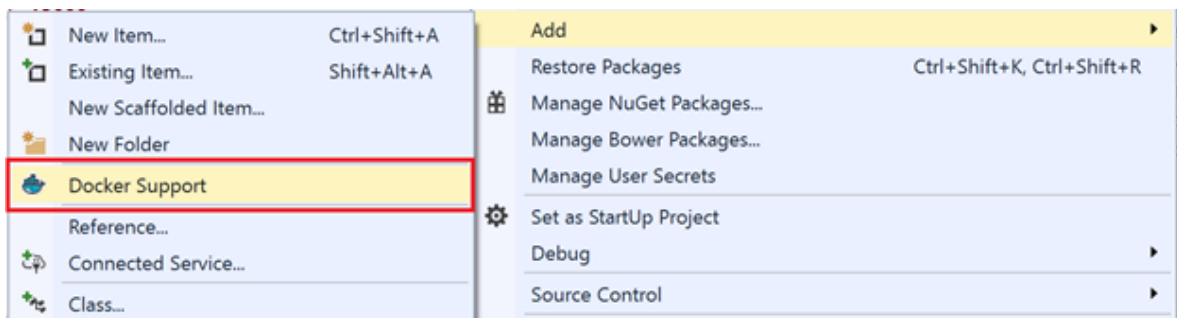 New Item... Ctrl+Shift+A
Existing Item... Shift+Alt+A
New Scaffolded Item...
New Folder
Docker Support
Reference...
Connected Service...
Class...
Add
Restore Packages Ctrl+Shift+K, Ctrl+Shift+R
Manage NuGet Packages...
Manage Bower Packages...
Manage User Secrets
Set as StartUp Project
Debug
Source Control